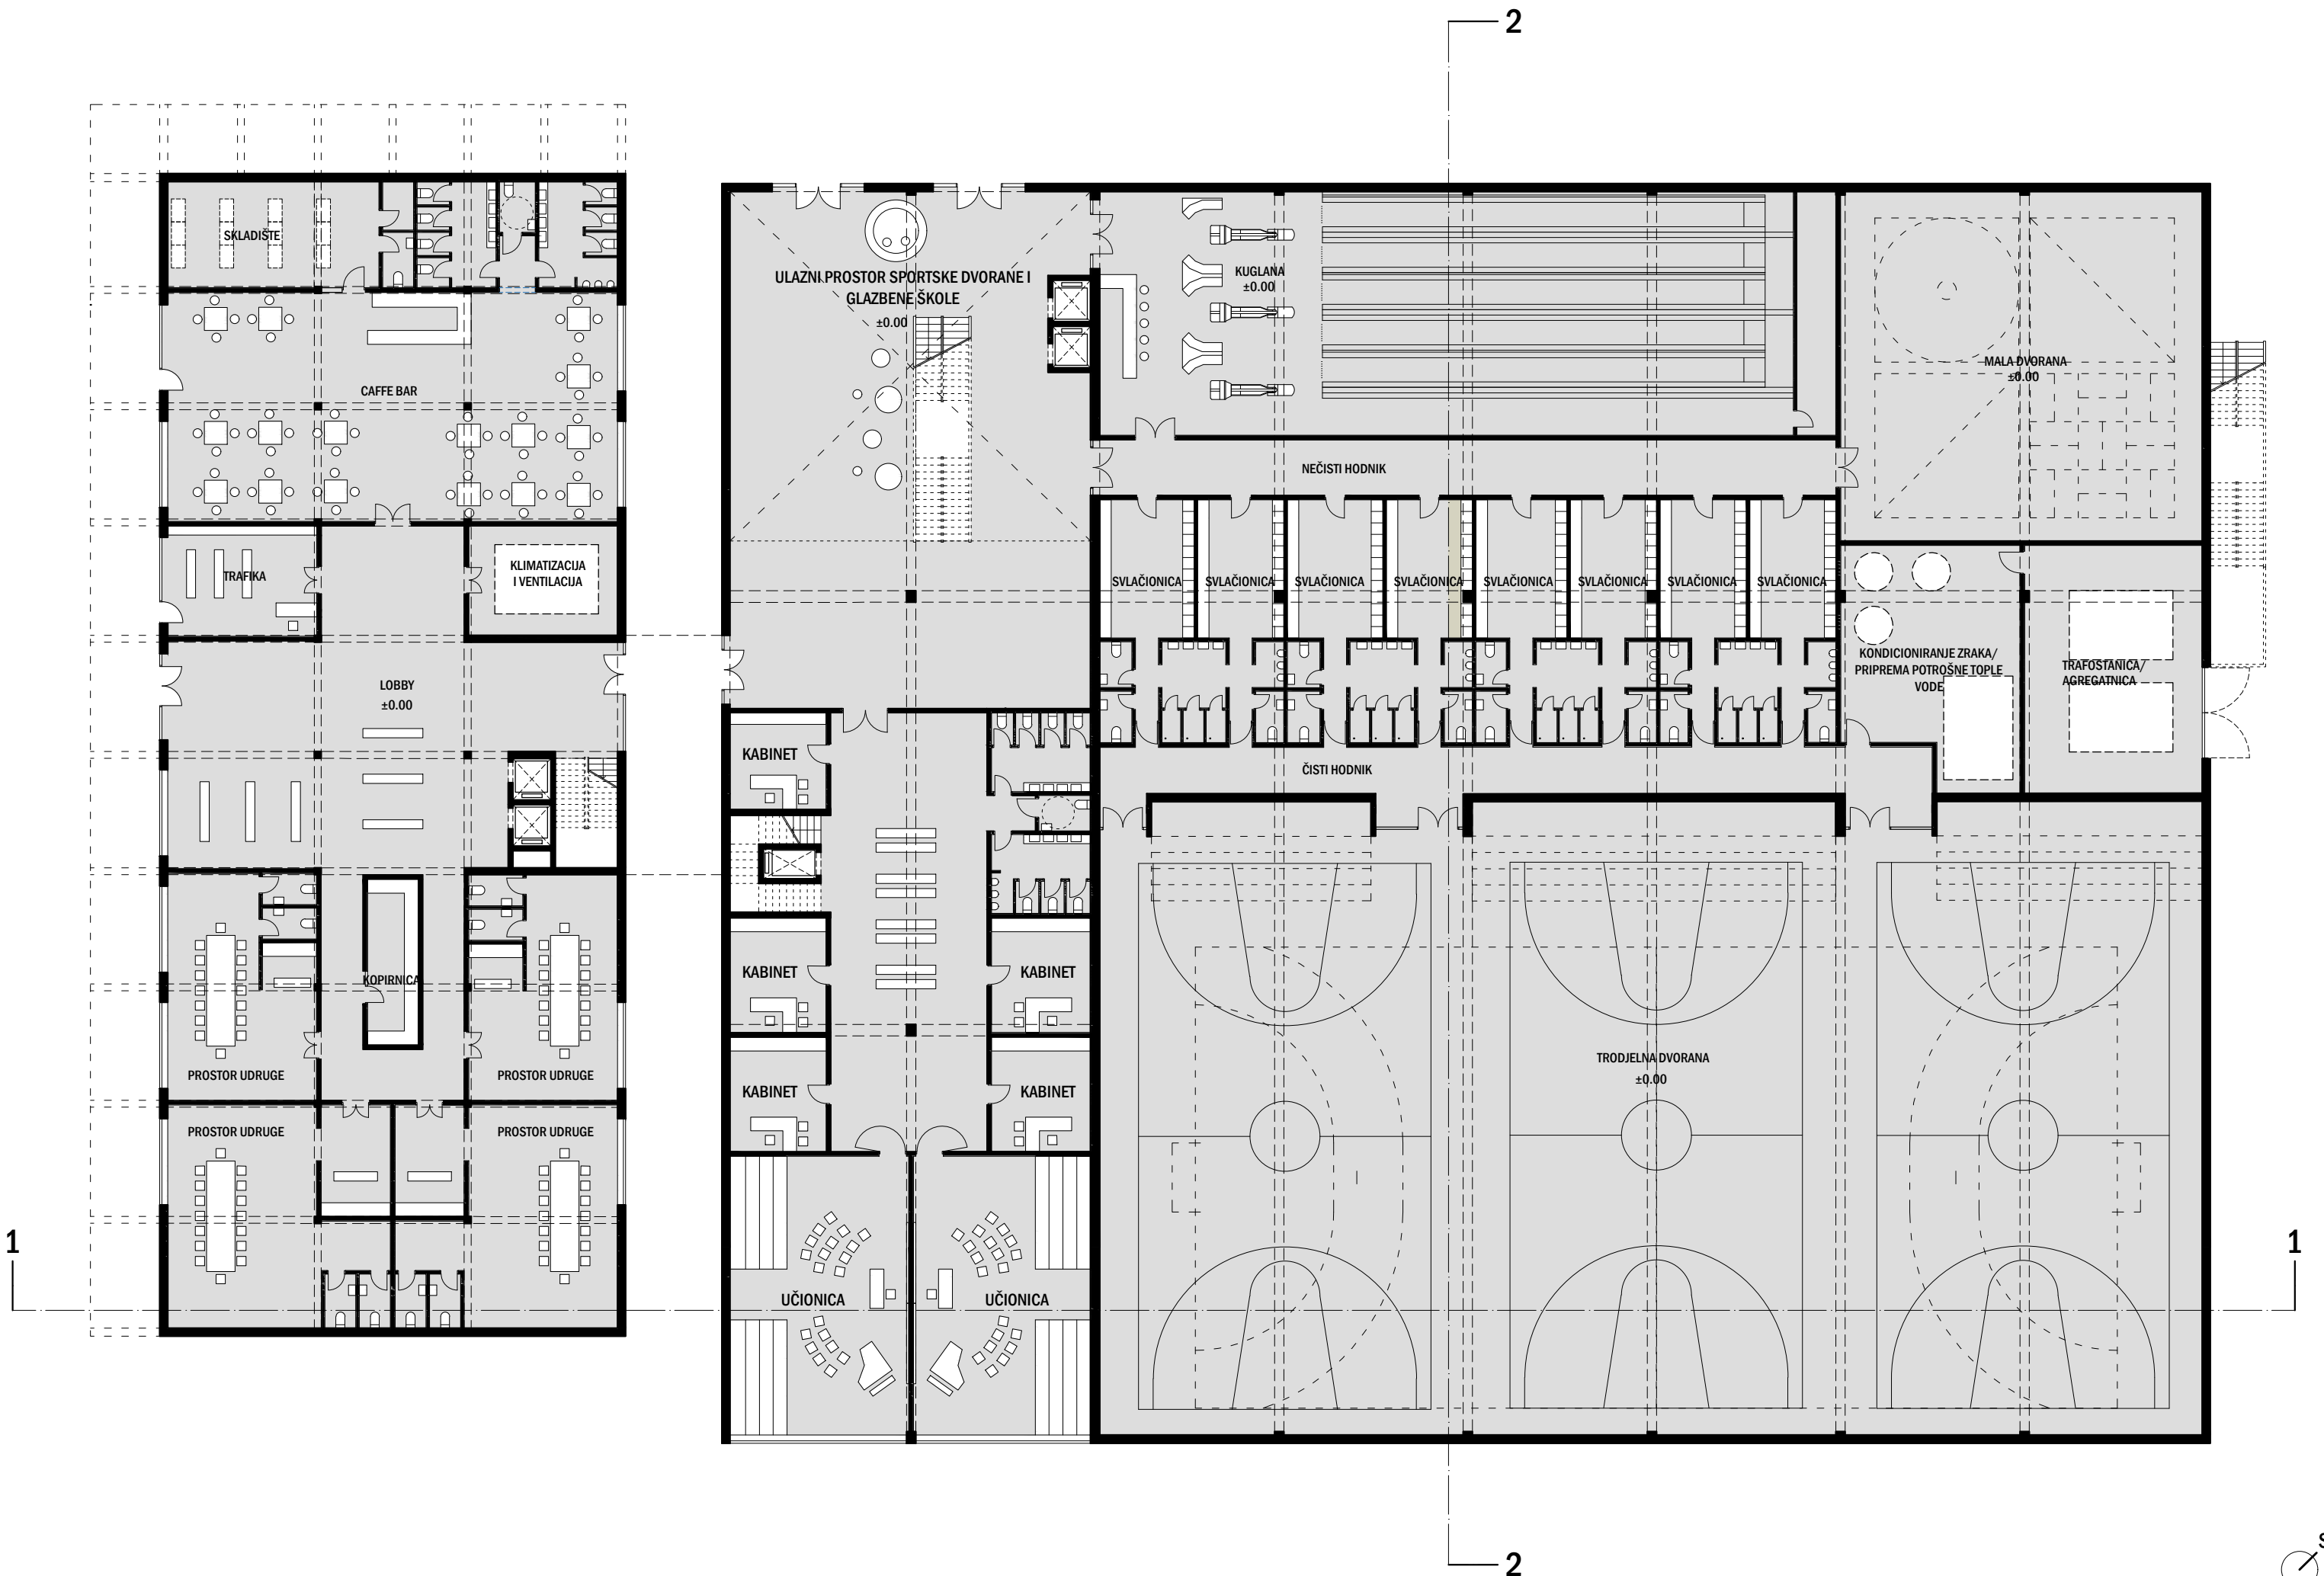 2
SKLADIŠTE
CAFFE BAR
TRAFIKA
KLIMATIZACIJA
I VENTILACIJA
LOBBY
±0.00
KOPIRNICA
PROSTOR UDRUGE
PROSTOR UDRUGE
PROSTOR UDRUGE
PROSTOR UDRUGE
ULAZNI PROSTOR SPORTSKE DVORANE I
GLAZBENE ŠKOLE
±0.00
KUGLANA
±0.00
MALA DVORANA
±0.00
NEČISTI HODNIK
SVLAČIONICA
SVLAČIONICA
SVLAČIONICA
SVLAČIONICA
SVLAČIONICA
SVLAČIONICA
SVLAČIONICA
SVLAČIONICA
KONDICIONIRANJE ZRAKA/
PRIPREMA POTROŠNE TOPLE
VODE
TRAFOSTANICA/
AGREGATNICA
ČISTI HODNIK
KABINET
KABINET
KABINET
KABINET
KABINET
TRODJELNA DVORANA
±0.00
UČIONICA
UČIONICA
1
1
2
S